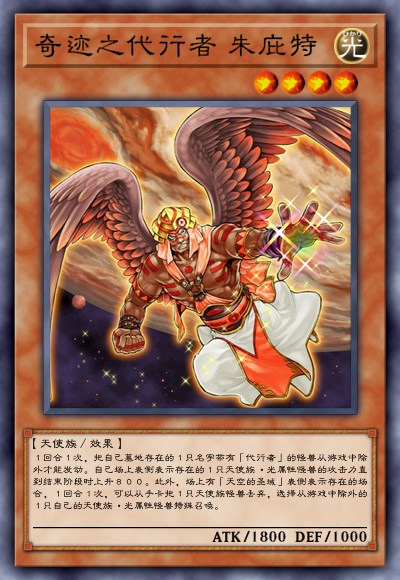 奇迹之代行者 朱庇特
光
ひかり
【天使族／效果】
１回合１次，把自己墓地存在的１只名字带有「代行者」的怪兽从游戏中除
外才能发动。自己场上表侧表示存在的１只天使族·光属性怪兽的攻击力直
到结束阶段时上升８００。此外，场上有「天空的圣域」表侧表示存在的场
合，１回合１次，可以从手卡把１只天使族怪兽丢弃，选择从游戏中除外的
１只自己的天使族·光属性怪兽特殊召唤。
ATK/1800 DEF/1000